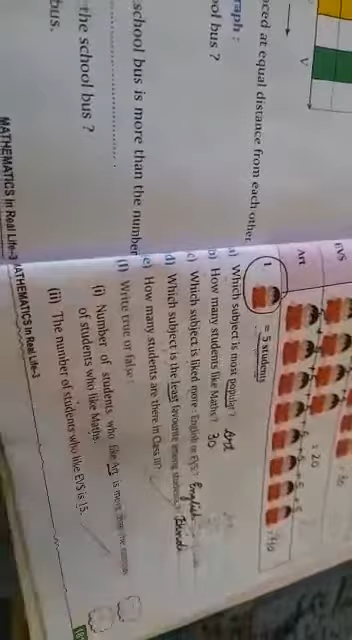 oced at equal distance from each other
raph :
ool bus ?
school bus is more than the number
the school bus ?
bus.
MATHEMATICS in Real Life-3
EVS
Art
= 20
1 = 5 students
a) Which subject is most popular ? Art
b) How many students like Maths? 30
c) Which subject is liked more : English or EVS? English
d) Which subject is the least favourite among students?
e) How many students are there in Class III?
(f) Write true or false :
(i) Number of students who like Art is more than the
of students who like Maths.
(ii) The number of students who like EVS is 15.
MATHEMATICS in Real Life-3